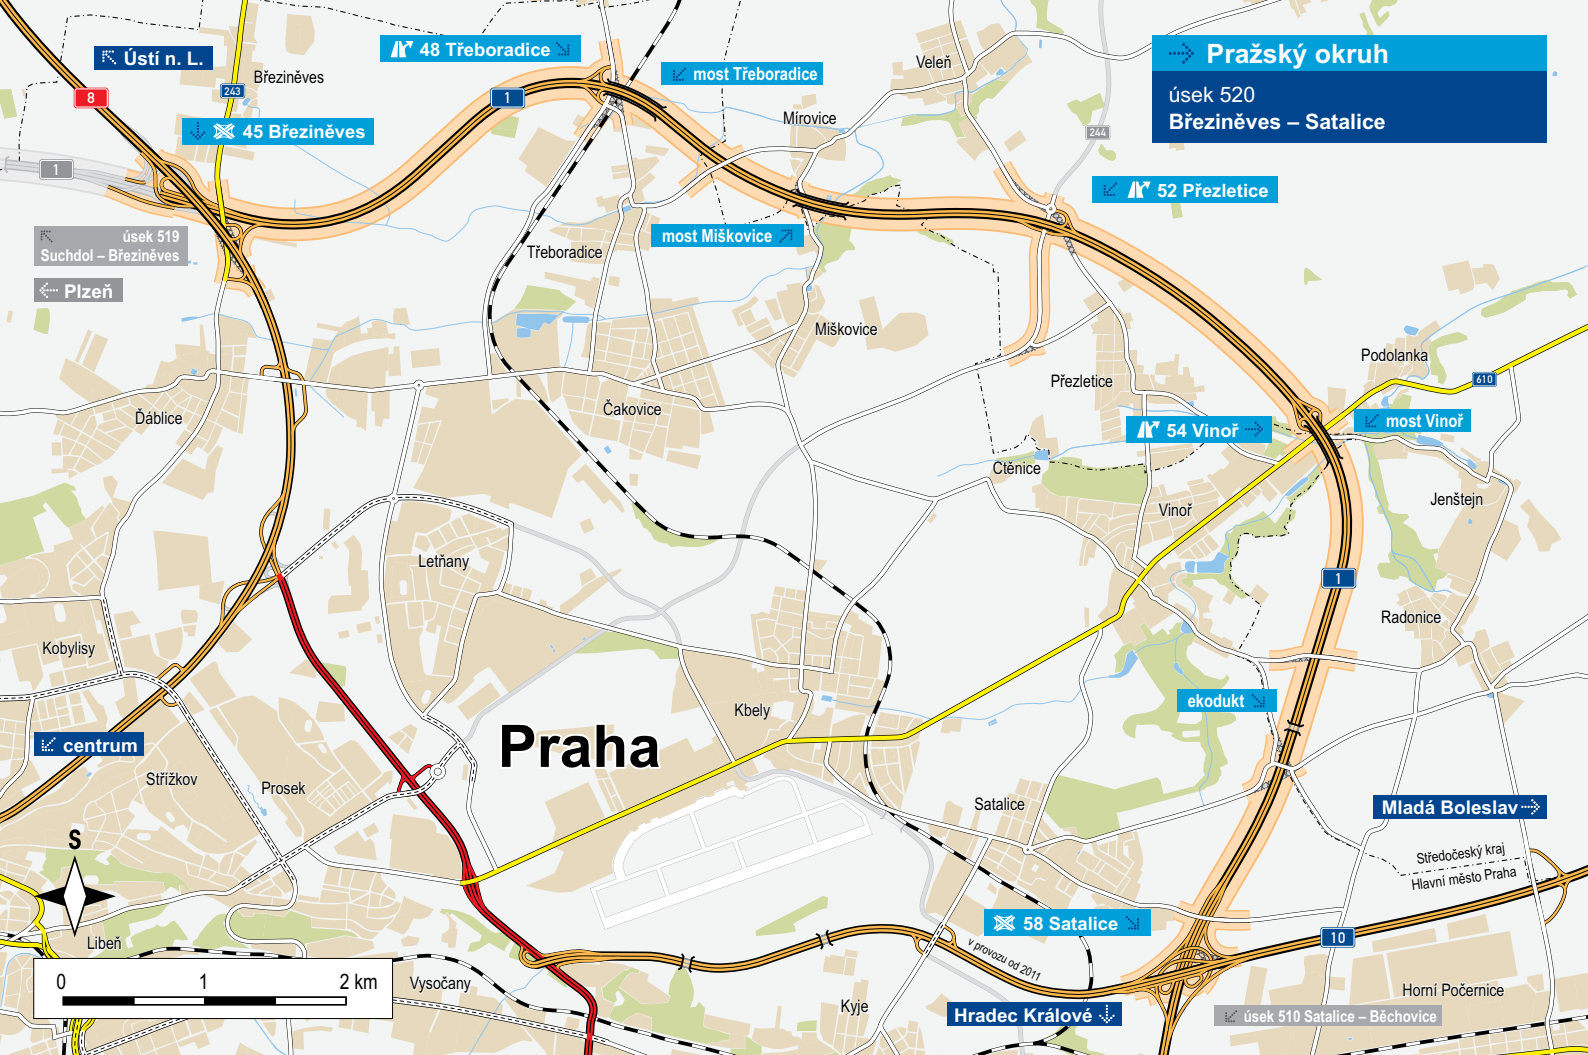 Ústí n. L.
Březiněves
48 Třeboradice
most Třeboradice
Veleň
Pražský okruh
úsek 520
Březiněves – Satalice
8
243
1
45 Březiněves
Mírovice
244
1
52 Přezletice
úsek 519
Suchdol – Březiněves
most Miškovice
Třeboradice
Plzeň
Miškovice
Podolanka
610
Přezletice
Ďáblice
Čakovice
54 Vinoř
most Vinoř
Ctěnice
Jenštejn
Vinoř
Letňany
1
Radonice
Kobylisy
ekodukt
Kbely
Praha
centrum
Střížkov
Prosek
Satalice
Mladá Boleslav
S
Středočeský kraj
Hlavní město Praha
58 Satalice
10
Libeň
v provozu od 2011
0 1 2 km
Vysočany
Kyje
Horní Počernice
Hradec Králové
úsek 510 Satalice – Běchovice